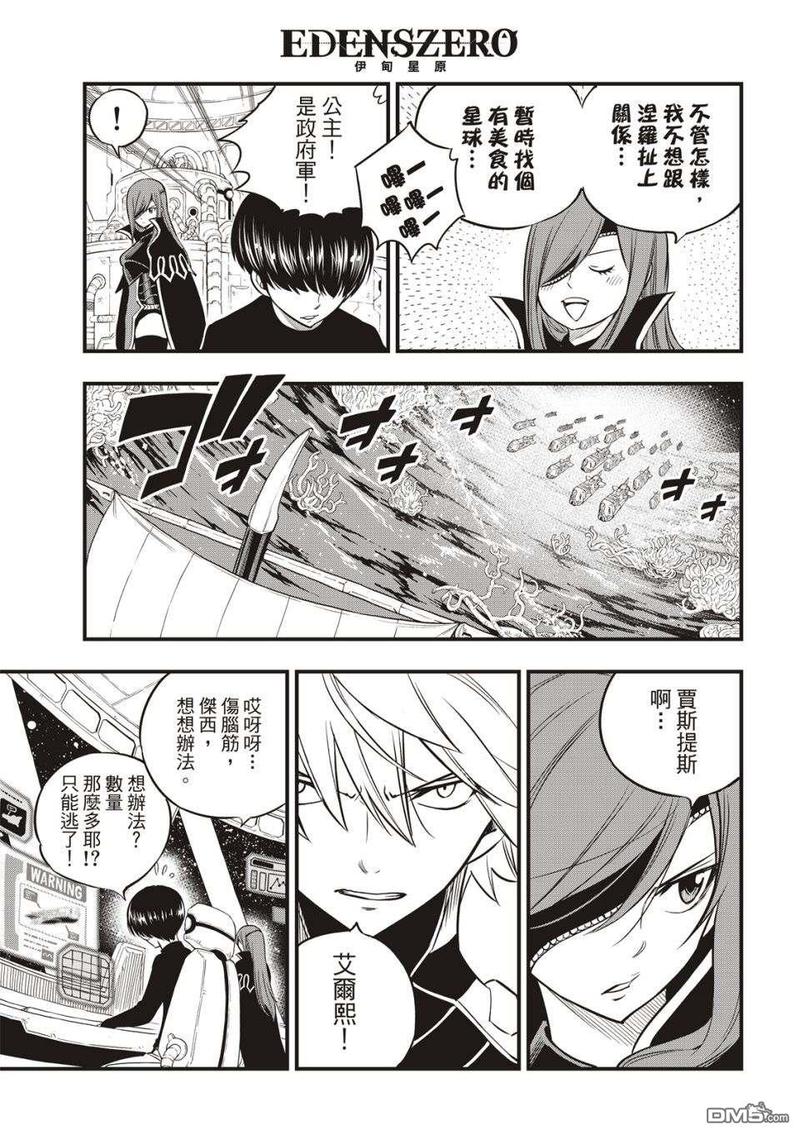 EDENSZERO
伊甸星原
不管怎樣，
我不想跟
涅羅扯上
關係…
暫時找個
有美食的
星球…
嗶—
嗶嗶—
嗶嗶—
公主！
是政府軍！
！
ゴゴゴゴ
賈斯提斯
啊…
艾爾熙！
哎呀呀…
傷腦筋，
傑西，
想想辦法。
想辦法？
數量
那麼多耶!?
只能逃了！
WARNING
DM5.com